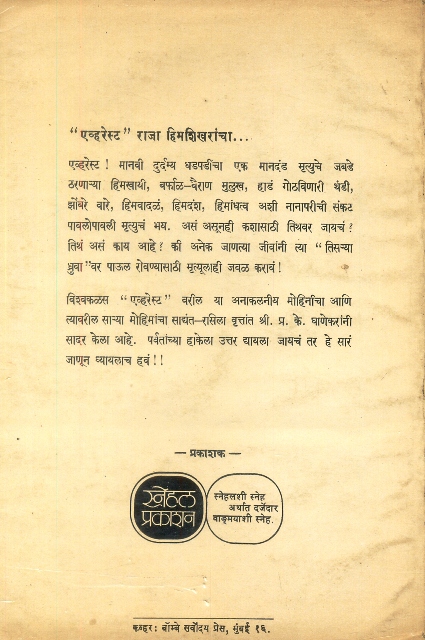 "एव्हरेस्ट" राजा हिमशिखरांचा...
एव्हरेस्ट ! मानवी दुर्दम्य धडपडीचा एक मानदंड मृत्युचे जबडे
ठरणाऱ्या हिमखायी, बर्फाळ-वैराण मुलुख, हाडं गोठविणारी थंडी,
झोंबरे वारे, हिमवादळं, हिमदंश, हिमांधत्व अशी नानापरीची संकट
पावलोपावली मृत्युचं भय. असं असूनही कशासाठी तिथवर जायचं ?
तिथं असं काय आहे ? की अनेक जाणत्या जीवांनी त्या "तिसऱ्या
ध्रुवा"वर पाऊल रोवण्यासाठी मृत्यूलाही जवळ करावं !
विश्वकळस "एव्हरेस्ट" वरील या अनाकलनीय मोहिनीचा आणि
त्यावरील साऱ्या मोहिमांचा साद्यंत-रसिला वृत्तांत श्री. प्र. के. घाणेकरांनी
सादर केला आहे. पर्वतांच्या हाकेला उत्तर द्यायला जायचं तर हे सारं
जाणून घ्यायलाच हवं !!
— प्रकाशक —
स्नेहल
प्रकाशन
स्नेहलशी स्नेह
अर्थात दर्जेदार
वाङ्मयाशी स्नेह.
कव्हर: बॉम्बे सर्वोदय प्रेस, मुंबई १६.